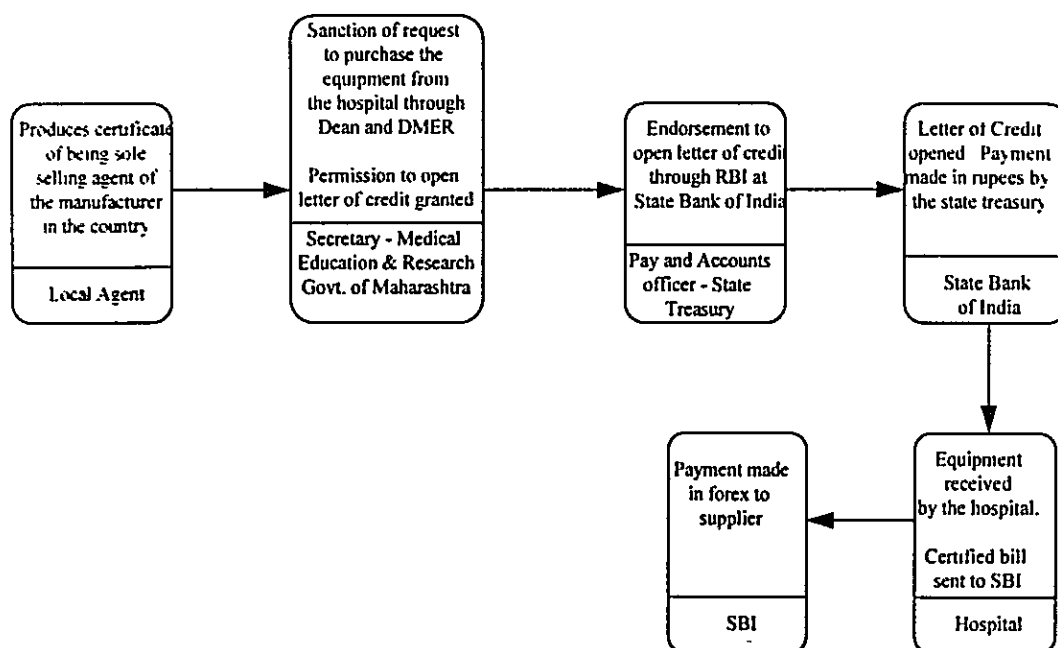 Produces certificate
of being sole
selling agent of
the manufacturer
in the country
Local Agent
Sanction of request
to purchase the
equipment from
the hospital through
Dean and DMER
Permission to open
letter of credit granted
Secretary - Medical
Education & Research
Govt. of Maharashtra
Endorsement to
open letter of credit
through RBI at
State Bank of India
Pay and Accounts
officer - State
Treasury
Letter of Credit
opened Payment
made in rupees by
the state treasury
State Bank
of India
Equipment
received
by the hospital.
Certified bill
sent to SBI
Hospital
Payment made
in forex to
supplier
SBI